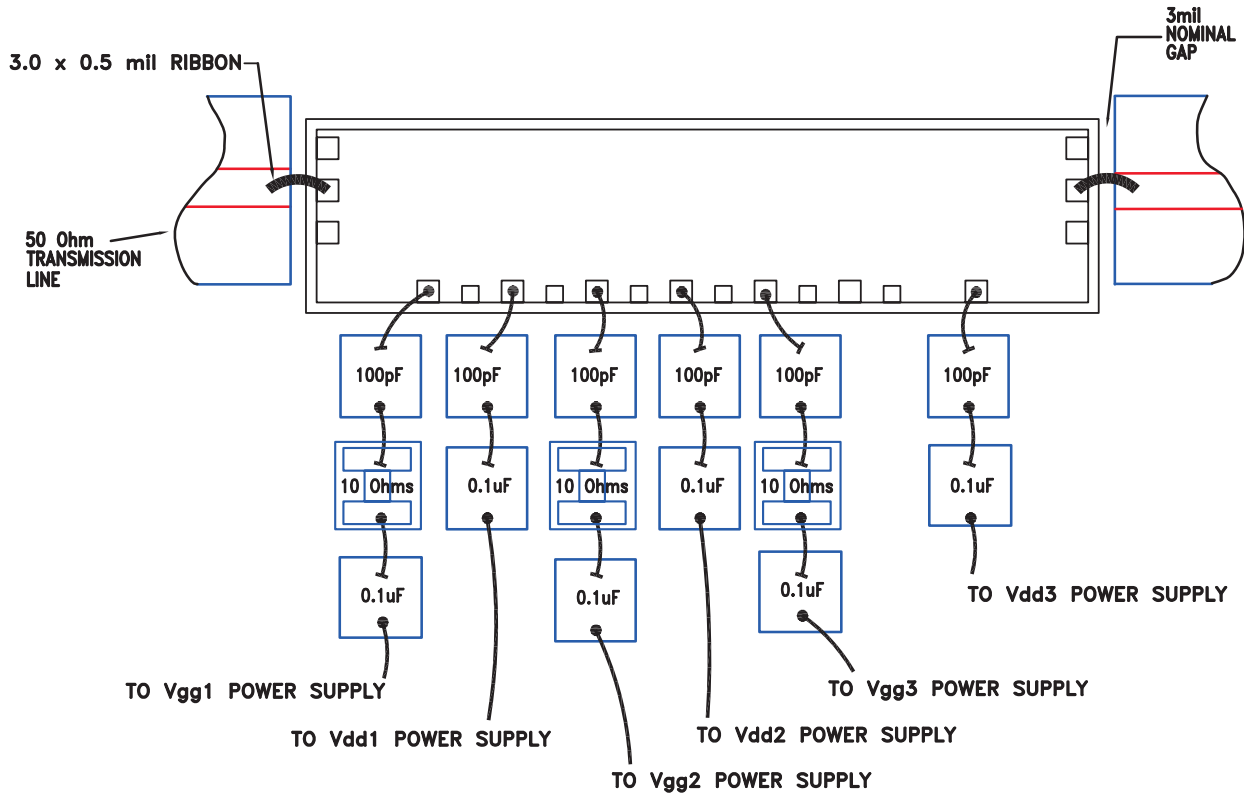 3mil
NOMINAL
GAP
3.0 x 0.5 mil RIBBON
50 Ohm
TRANSMISSION
LINE
100pF
100pF
100pF
100pF
100pF
100pF
10 Ohms
0.1uF
10 Ohms
0.1uF
10 Ohms
0.1uF
0.1uF
0.1uF
0.1uF
TO Vdd3 POWER SUPPLY
TO Vgg1 POWER SUPPLY
TO Vgg3 POWER SUPPLY
TO Vdd1 POWER SUPPLY
TO Vdd2 POWER SUPPLY
TO Vgg2 POWER SUPPLY